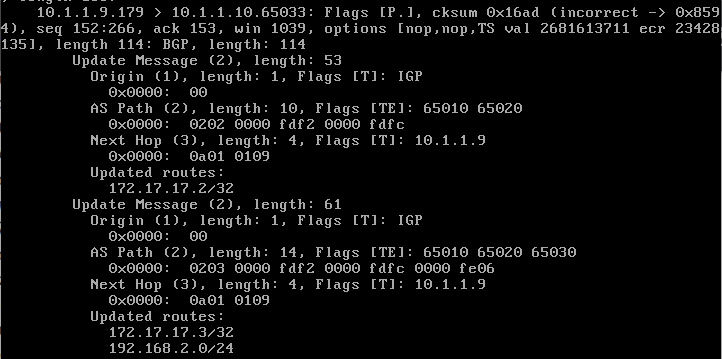 10.1.1.9.179 > 10.1.1.10.65033: Flags [P.], cksum 0x16ad (incorrect -> 0x859
4), seq 152:266, ack 153, win 1039, options [nop,nop,TS val 2681613711 ecr 23428
135], length 114: BGP, length: 114
Update Message (2), length: 53
Origin (1), length: 1, Flags [T]: IGP
0x0000:  00
AS Path (2), length: 10, Flags [TE]: 65010 65020
0x0000:  0202 0000 fdf2 0000 fdfc
Next Hop (3), length: 4, Flags [T]: 10.1.1.9
0x0000:  0a01 0109
Updated routes:
172.17.17.2/32
Update Message (2), length: 61
Origin (1), length: 1, Flags [T]: IGP
0x0000:  00
AS Path (2), length: 14, Flags [TE]: 65010 65020 65030
0x0000:  0203 0000 fdf2 0000 fdfc 0000 fe06
Next Hop (3), length: 4, Flags [T]: 10.1.1.9
0x0000:  0a01 0109
Updated routes:
172.17.17.3/32
192.168.2.0/24